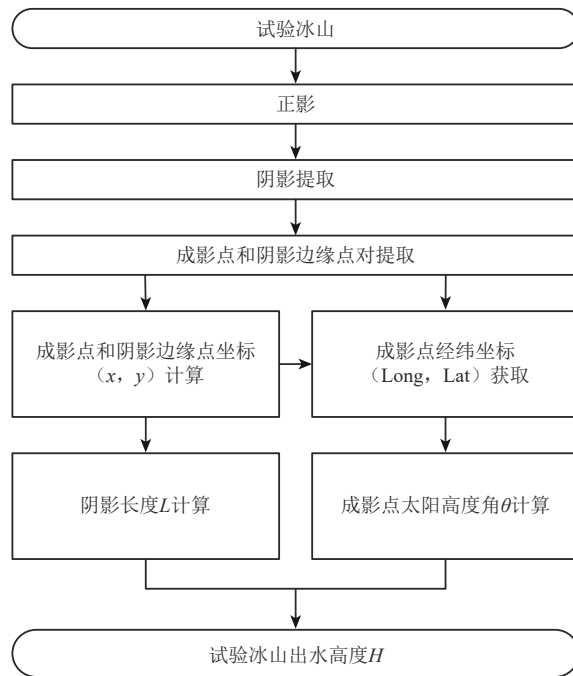 试验冰山
正影
阴影提取
成影点和阴影边缘点对提取
成影点和阴影边缘点坐标
（x，y）计算
成影点经纬坐标
（Long，Lat）获取
阴影长度L计算
成影点太阳高度角θ计算
试验冰山出水高度H